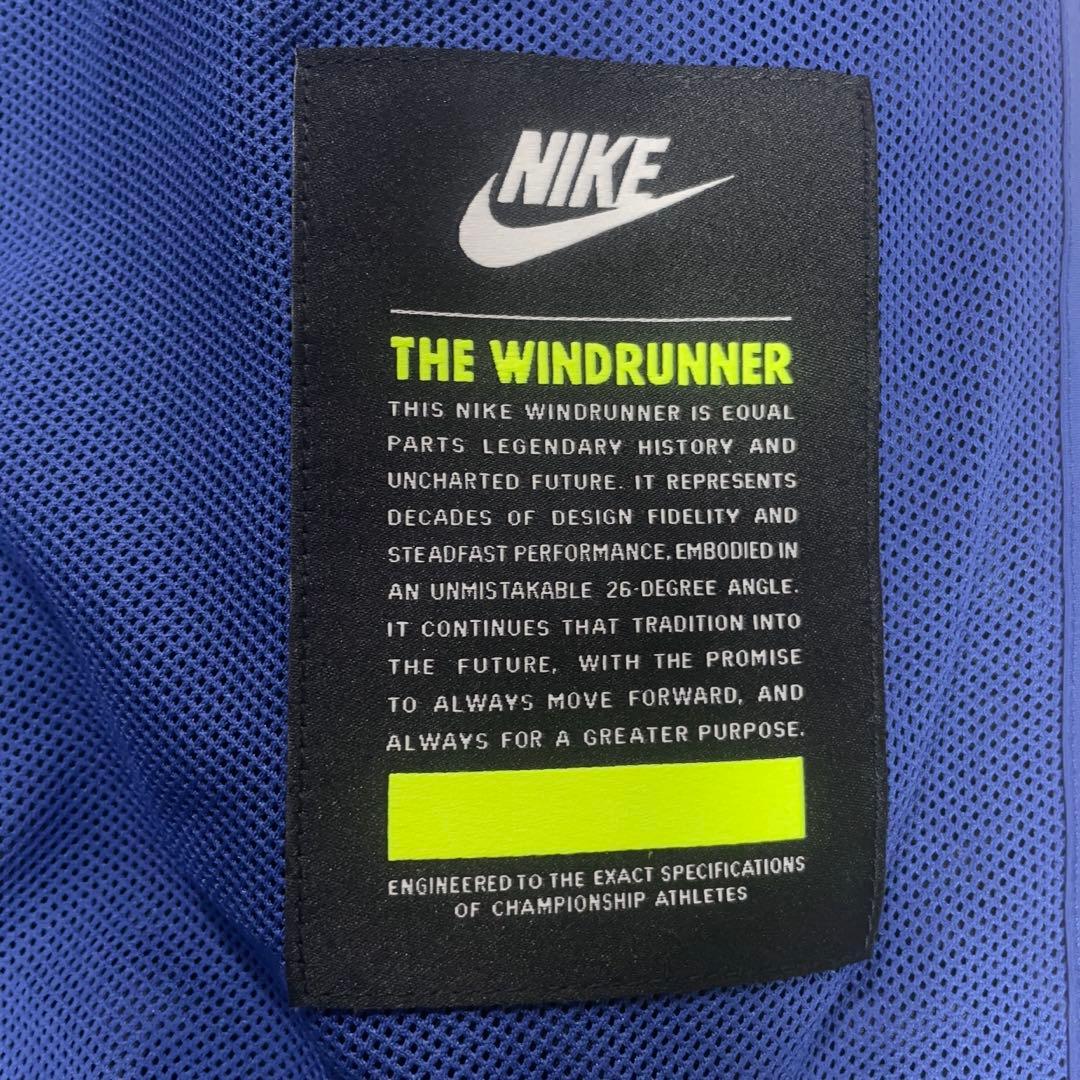 NIKE
THE WINDRUNNER
THIS NIKE WINDRUNNER IS EQUAL
PARTS LEGENDARY HISTORY AND
UNCHARTED FUTURE. IT REPRESENTS
DECADES OF DESIGN FIDELITY AND
STEADFAST PERFORMANCE, EMBODIED IN
AN UNMISTAKABLE 26-DEGREE ANGLE.
IT CONTINUES THAT TRADITION INTO
THE FUTURE, WITH THE PROMISE
TO ALWAYS MOVE FORWARD, AND
ALWAYS FOR A GREATER PURPOSE.
ENGINEERED TO THE EXACT SPECIFICATIONS
OF CHAMPIONSHIP ATHLETES